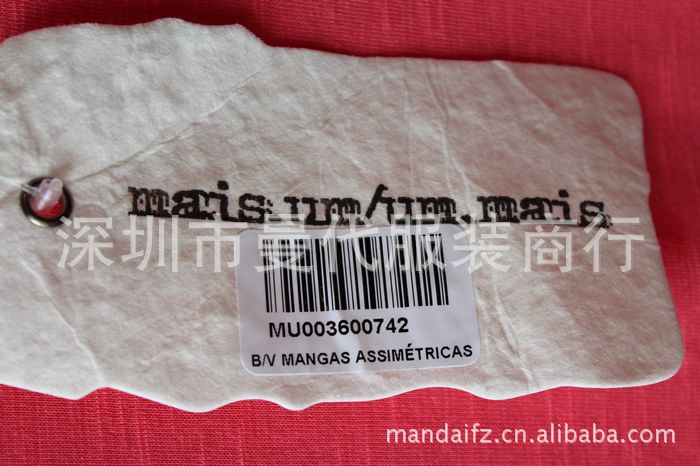 mais um/um.mais
深圳市曼代服装商行
MU003600742
B/V MANGAS ASSIMÉTRICAS
mandaifz.cn.alibaba.com